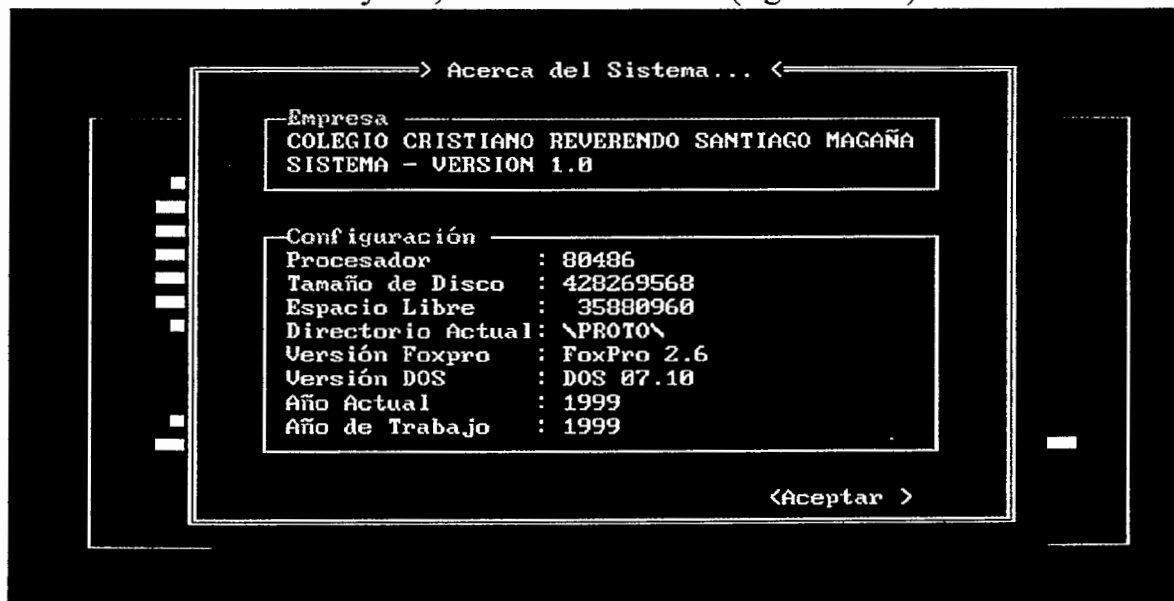 > Acerca del Sistema... <
Empresa
COLEGIO CRISTIANO REVERENDO SANTIAGO MAGAÑA
SISTEMA - VERSION 1.0
Configuración
Procesador : 80486
Tamaño de Disco : 428269568
Espacio Libre : 35880960
Directorio Actual: \PROTO\
Versión Foxpro : FoxPro 2.6
Versión DOS : DOS 07.10
Año Actual : 1999
Año de Trabajo : 1999
<Aceptar >